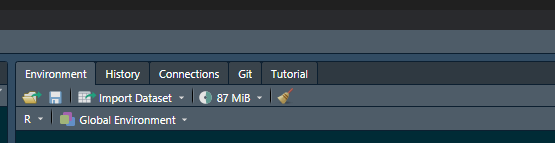 Environment History Connections Git Tutorial
Import Dataset 87 MiB
R Global Environment